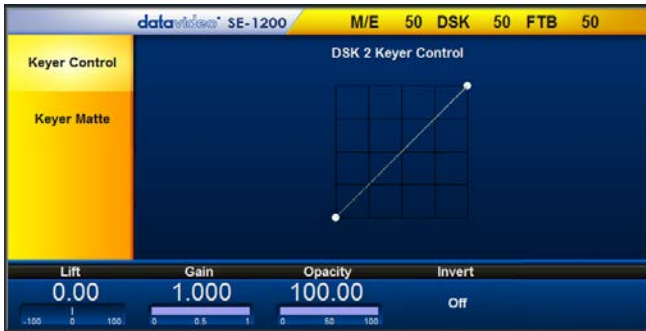 datavideo SE-1200 M/E 50 DSK 50 FTB 50
Keyer Control
DSK 2 Keyer Control
Keyer Matte
Lift Gain Opacity Invert
0.00 1.000 100.00 Off
-100 0 100 0 0.5 1 0 50 100